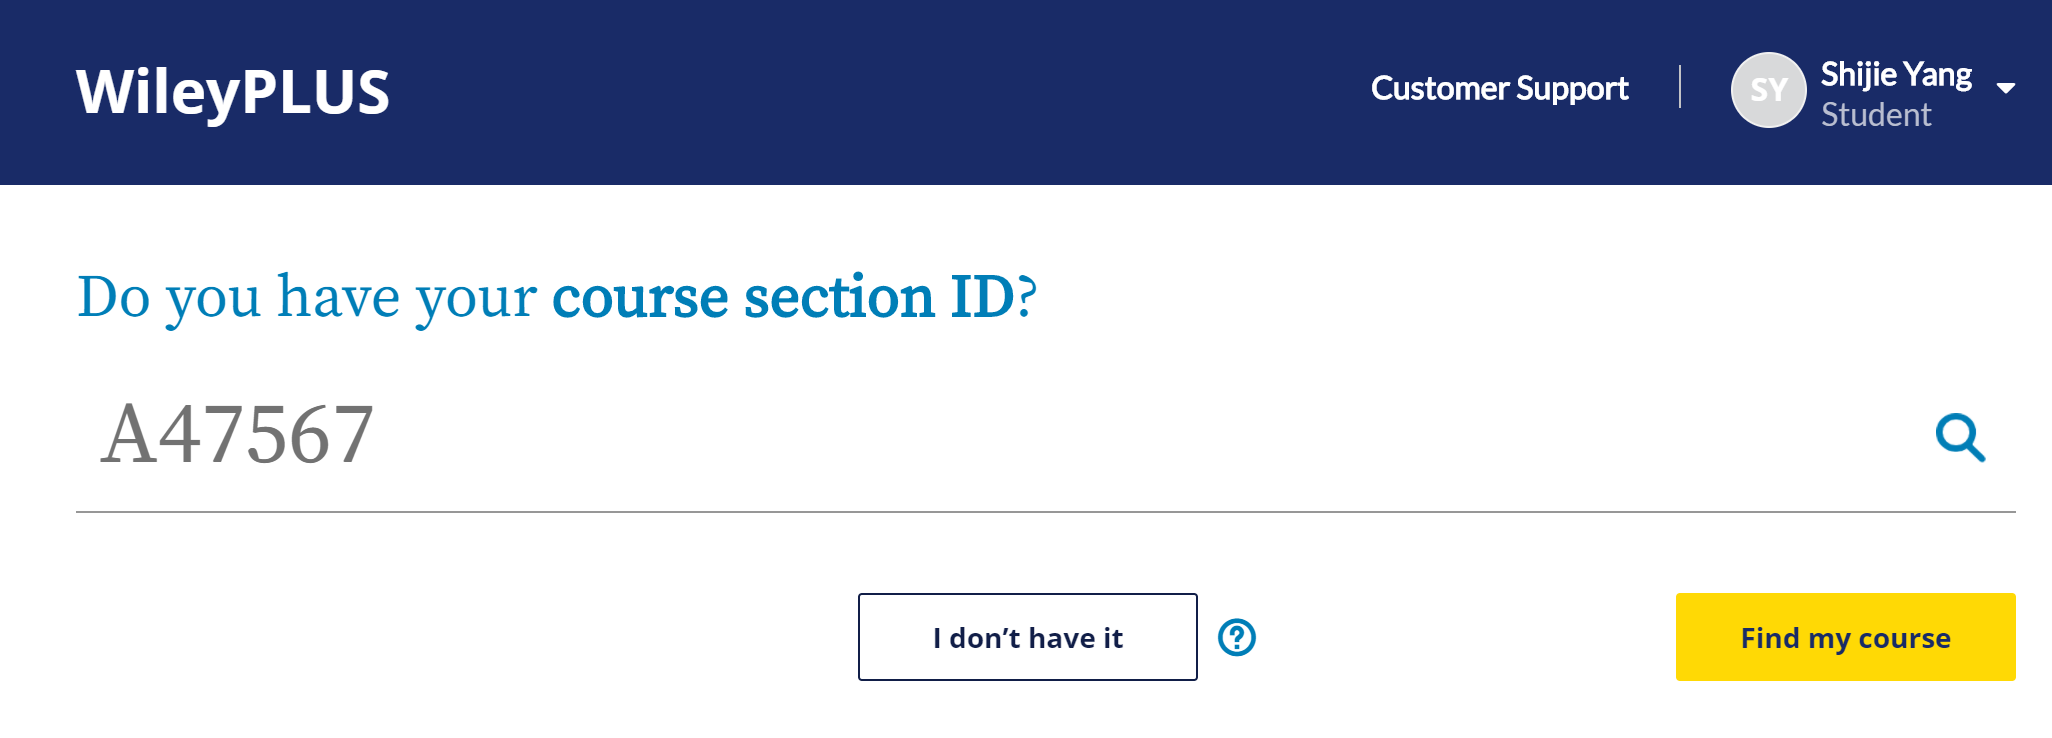 WileyPLUS
Customer Support
SY
Shijie Yang
Student
Do you have your course section ID?
A47567
I don’t have it
?
Find my course